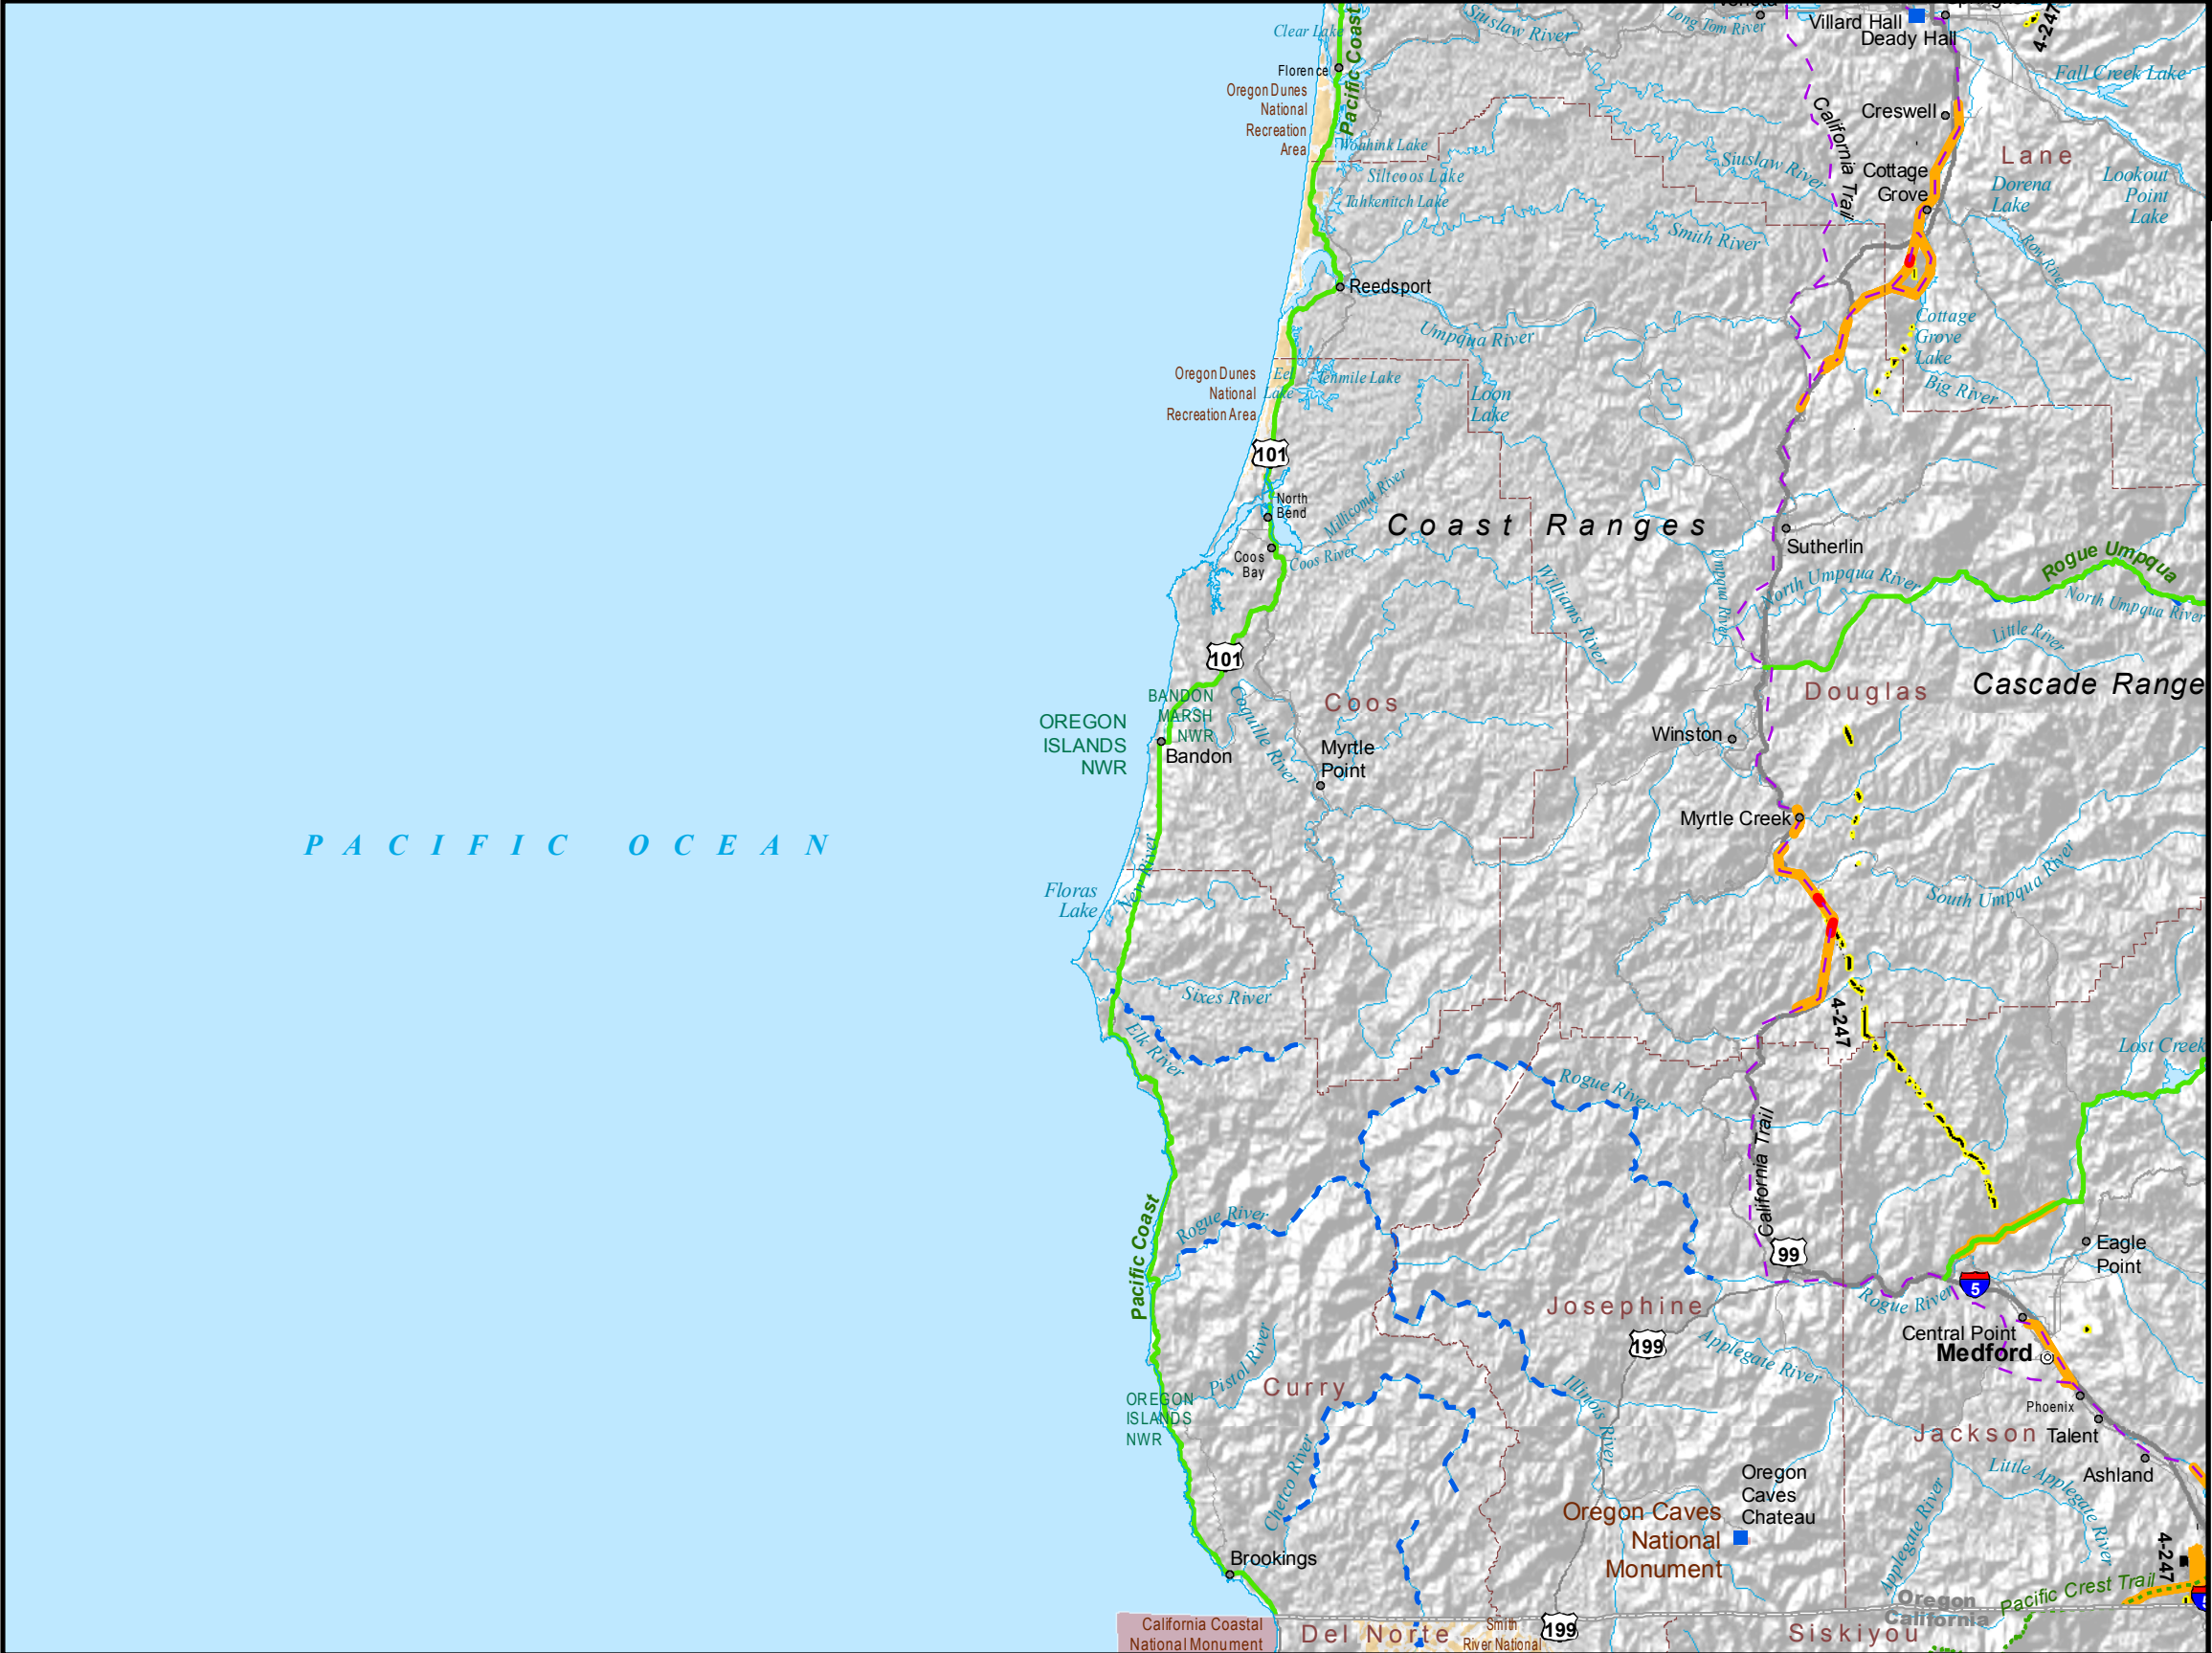 Clear Lake
Pacific Coast
Siuslaw River
Long Tom River
Villard Hall
Deady Hall
4-247
Florence
Fall Creek Lake
Oregon Dunes
National
Recreation
Area
California Trail
Creswell
Woahink Lake
Siltcoos Lake
Tahkenitch Lake
Siuslaw River
Cottage
Grove
Lane
Dorena
Lake
Lookout
Point
Lake
Smith River
Row River
Reedsport
Umpqua River
Cottage
Grove
Lake
Big River
Oregon Dunes
National
Recreation Area
Eel
Lake
Tenmile Lake
Loon
Lake
101
North
Bend
Millicoma River
Coast Ranges
Coos
Bay
Coos River
Williams River
Sutherlin
Umpqua River
North Umpqua River
Rogue Umpqua
North Umpqua River
Little River
101
BANDON
MARSH
NWR
Coquille River
Coos
Douglas
Cascade Range
OREGON
ISLANDS
NWR
Bandon
Myrtle
Point
Winston
Myrtle Creek
PACIFIC OCEAN
New River
Floras
Lake
South Umpqua River
Sixes River
Elk River
4-247
Lost Creek
Rogue River
California Trail
Pacific Coast
Rogue River
99
Eagle
Point
5
Rogue River
Josephine
199
Applegate River
Central Point
Medford
Pistol River
Curry
Illinois River
OREGON
ISLANDS
NWR
Phoenix
Jackson
Talent
Ashland
Chetco River
Oregon
Caves
Chateau
Oregon Caves
National
Monument
Applegate River
Little Applegate River
4-247
Brookings
Pacific Crest Trail
Oregon
California
California Coastal
National Monument
Del Norte
Smith
River National
199
Siskiyou